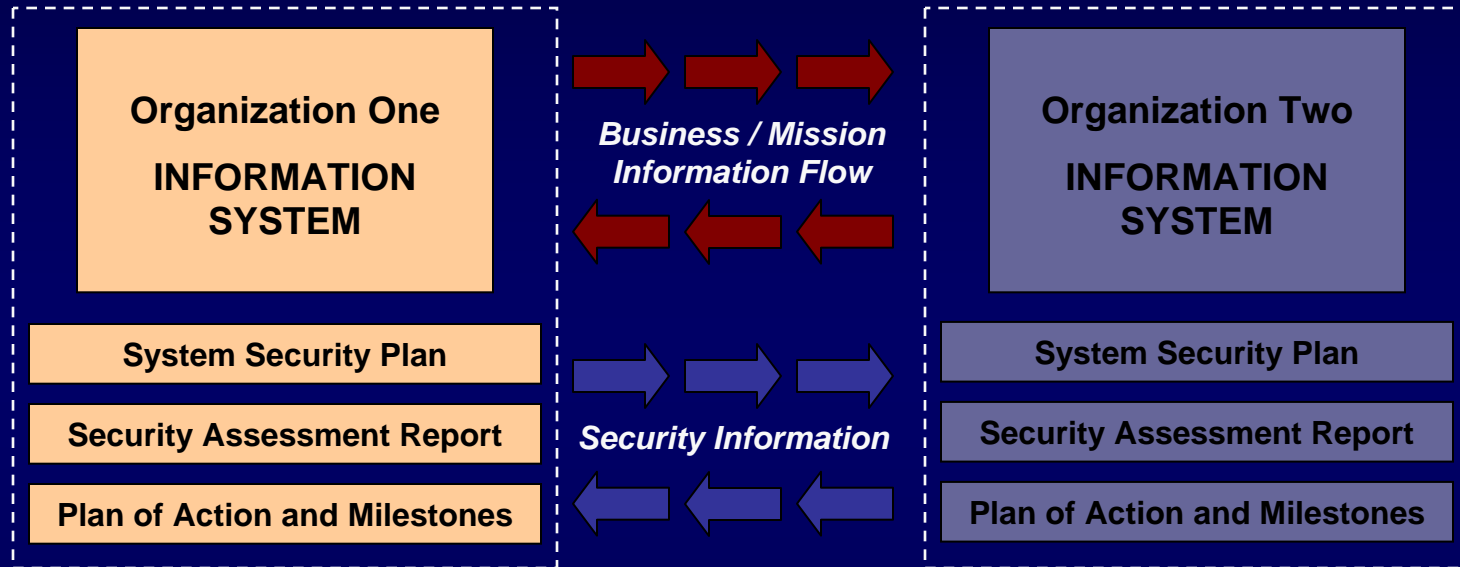 Organization One
INFORMATION
SYSTEM
System Security Plan
Security Assessment Report
Plan of Action and Milestones
Business / Mission
Information Flow
Security Information
Organization Two
INFORMATION
SYSTEM
System Security Plan
Security Assessment Report
Plan of Action and Milestones